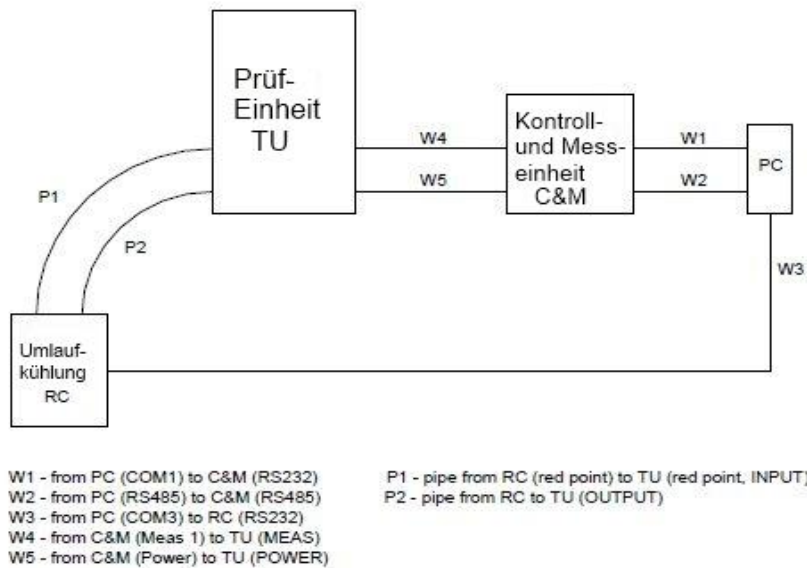 Prüf-
Einheit
TU
Kontroll-
und Mess-
einheit
C&M
PC
W4
W5
W1
W2
W3
P1
P2
Umlauf-
kühlung
RC
W1 - from PC (COM1) to C&M (RS232)
W2 - from PC (RS485) to C&M (RS485)
W3 - from PC (COM3) to RC (RS232)
W4 - from C&M (Meas 1) to TU (MEAS)
W5 - from C&M (Power) to TU (POWER)
P1 - pipe from RC (red point) to TU (red point, INPUT)
P2 - pipe from RC to TU (OUTPUT)